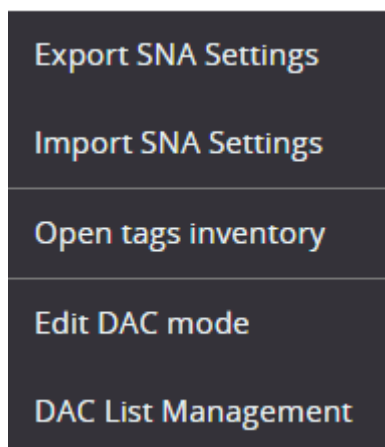 Export SNA Settings
Import SNA Settings
Open tags inventory
Edit DAC mode
DAC List Management